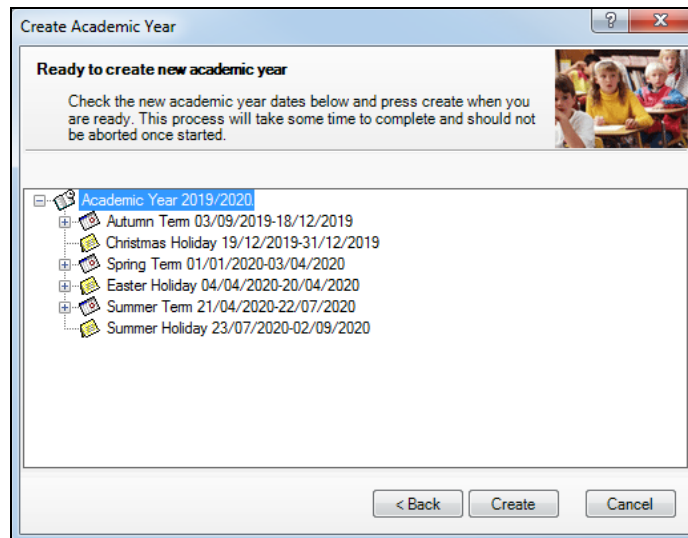 Create Academic Year
Ready to create new academic year
Check the new academic year dates below and press create when you
are ready. This process will take some time to complete and should not
be aborted once started.
Academic Year 2019/2020
Autumn Term 03/09/2019-18/12/2019
Christmas Holiday 19/12/2019-31/12/2019
Spring Term 01/01/2020-03/04/2020
Easter Holiday 04/04/2020-20/04/2020
Summer Term 21/04/2020-22/07/2020
Summer Holiday 23/07/2020-02/09/2020
< Back Create Cancel